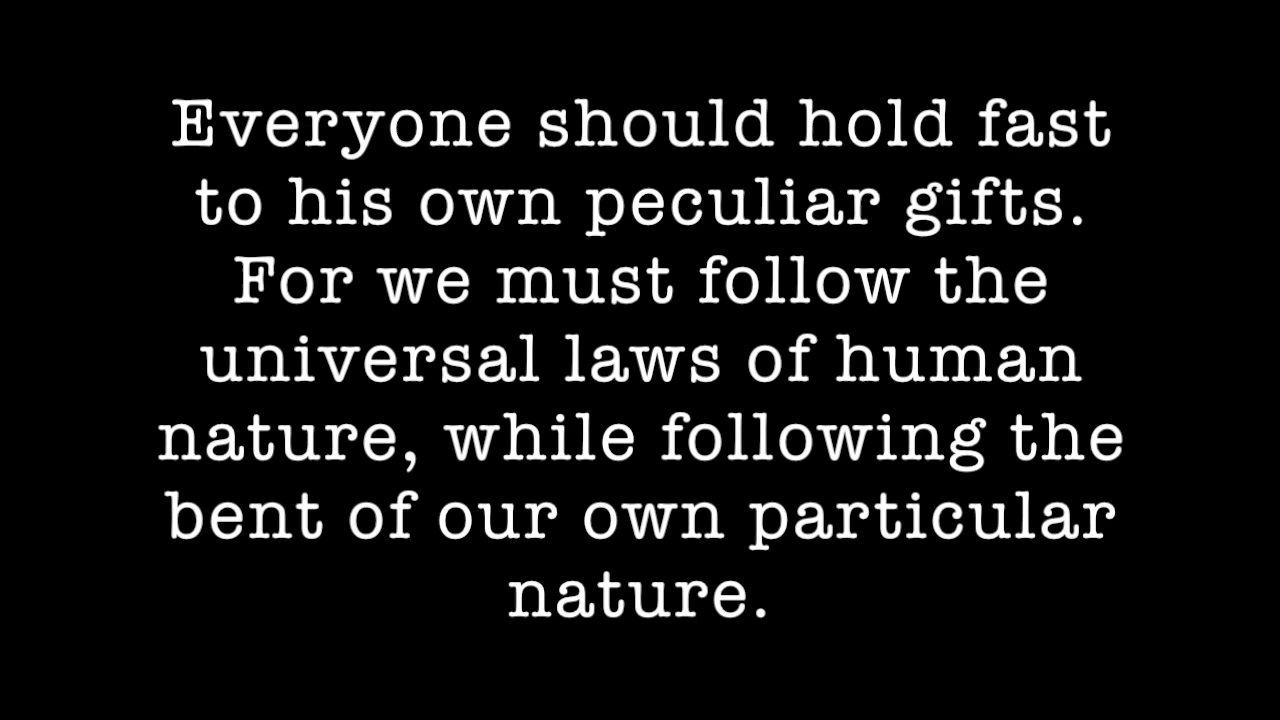 Everyone should hold fast
to his own peculiar gifts.
For we must follow the
universal laws of human
nature, while following the
bent of our own particular
nature.